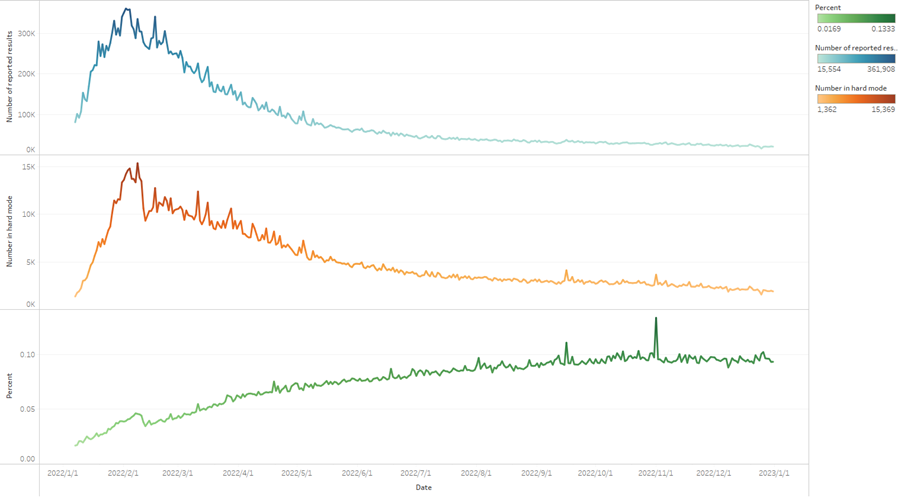 Number of reported results
300K
200K
100K
0K
Number in hard mode
15K
10K
5K
0K
Percent
0.10
0.05
0.00
2022/1/1 2022/2/1 2022/3/1 2022/4/1 2022/5/1 2022/6/1 2022/7/1 2022/8/1 2022/9/1 2022/10/1 2022/11/1 2022/12/1 2023/1/1
Date
Percent
0.0169 0.1333
Number of reported res..
15,554 361,908
Number in hard mode
1,362 15,369